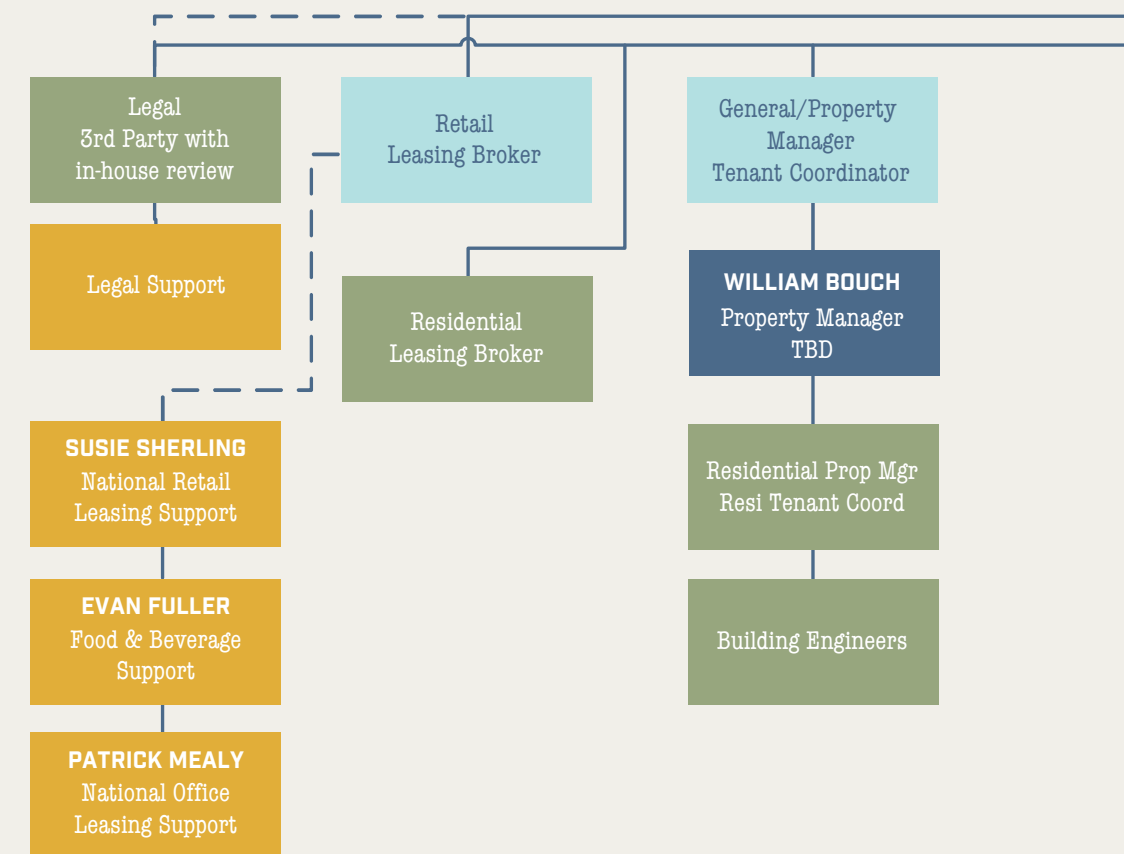 Legal
3rd Party with
in-house review
Legal Support
Retail
Leasing Broker
Residential
Leasing Broker
General/Property
Manager
Tenant Coordinator
WILLIAM BOUCH
Property Manager
TBD
Residential Prop Mgr
Resi Tenant Coord
Building Engineers
SUSIE SHERLING
National Retail
Leasing Support
EVAN FULLER
Food & Beverage
Support
PATRICK MEALY
National Office
Leasing Support